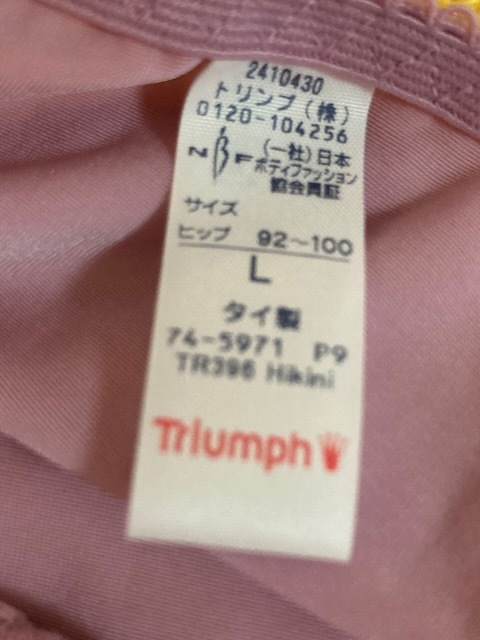 2410430
トリンプ(株)
0120-104256
NBF (一社)日本
ボディファッション
協会員証
サイズ
ヒップ 92～100
L
タイ製
74-5971 P9
TR396 Hikini
Triumph